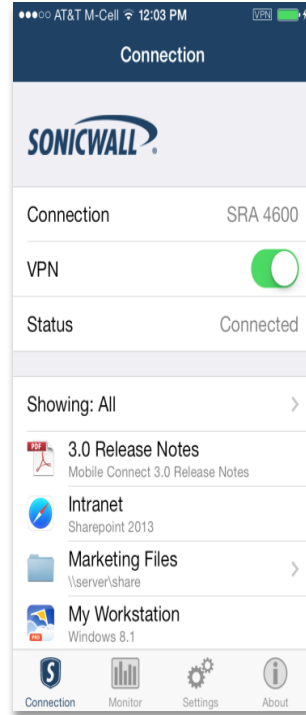 AT&T M-Cell 12:03 PM VPN
Connection
SONICWALL
Connection SRA 4600
VPN
Status Connected
Showing: All
PDF
3.0 Release Notes
Mobile Connect 3.0 Release Notes
Intranet
Sharepoint 2013
Marketing Files
\\server\share
My Workstation
PRO
Windows 8.1
S
Connection Monitor Settings About